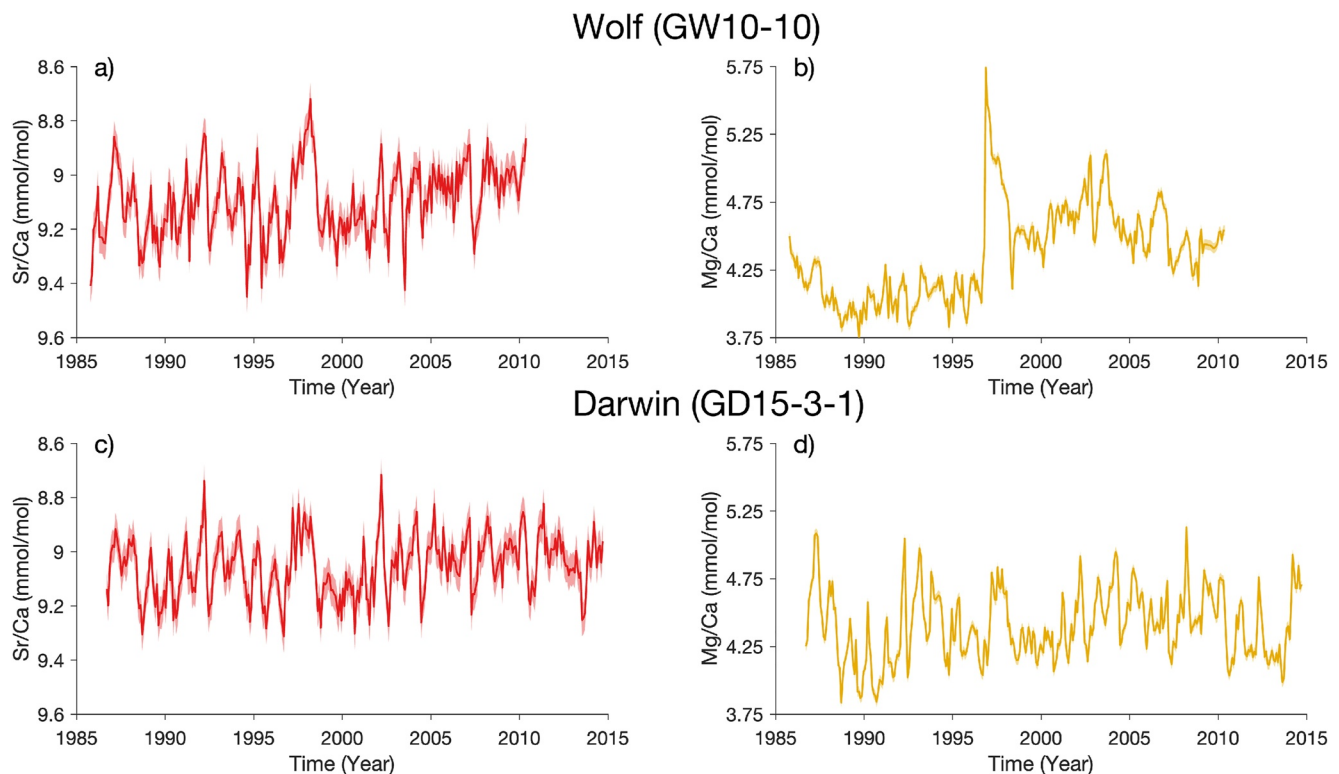 Wolf (GW10-10)
a)
8.6
8.8
9
9.2
9.4
9.6
Sr/Ca (mmol/mol)
1985 1990 1995 2000 2005 2010 2015
Time (Year)
b)
5.75
5.25
4.75
4.25
3.75
Mg/Ca (mmol/mol)
1985 1990 1995 2000 2005 2010 2015
Time (Year)
Darwin (GD15-3-1)
c)
8.6
8.8
9
9.2
9.4
9.6
Sr/Ca (mmol/mol)
1985 1990 1995 2000 2005 2010 2015
Time (Year)
d)
5.75
5.25
4.75
4.25
3.75
Mg/Ca (mmol/mol)
1985 1990 1995 2000 2005 2010 2015
Time (Year)